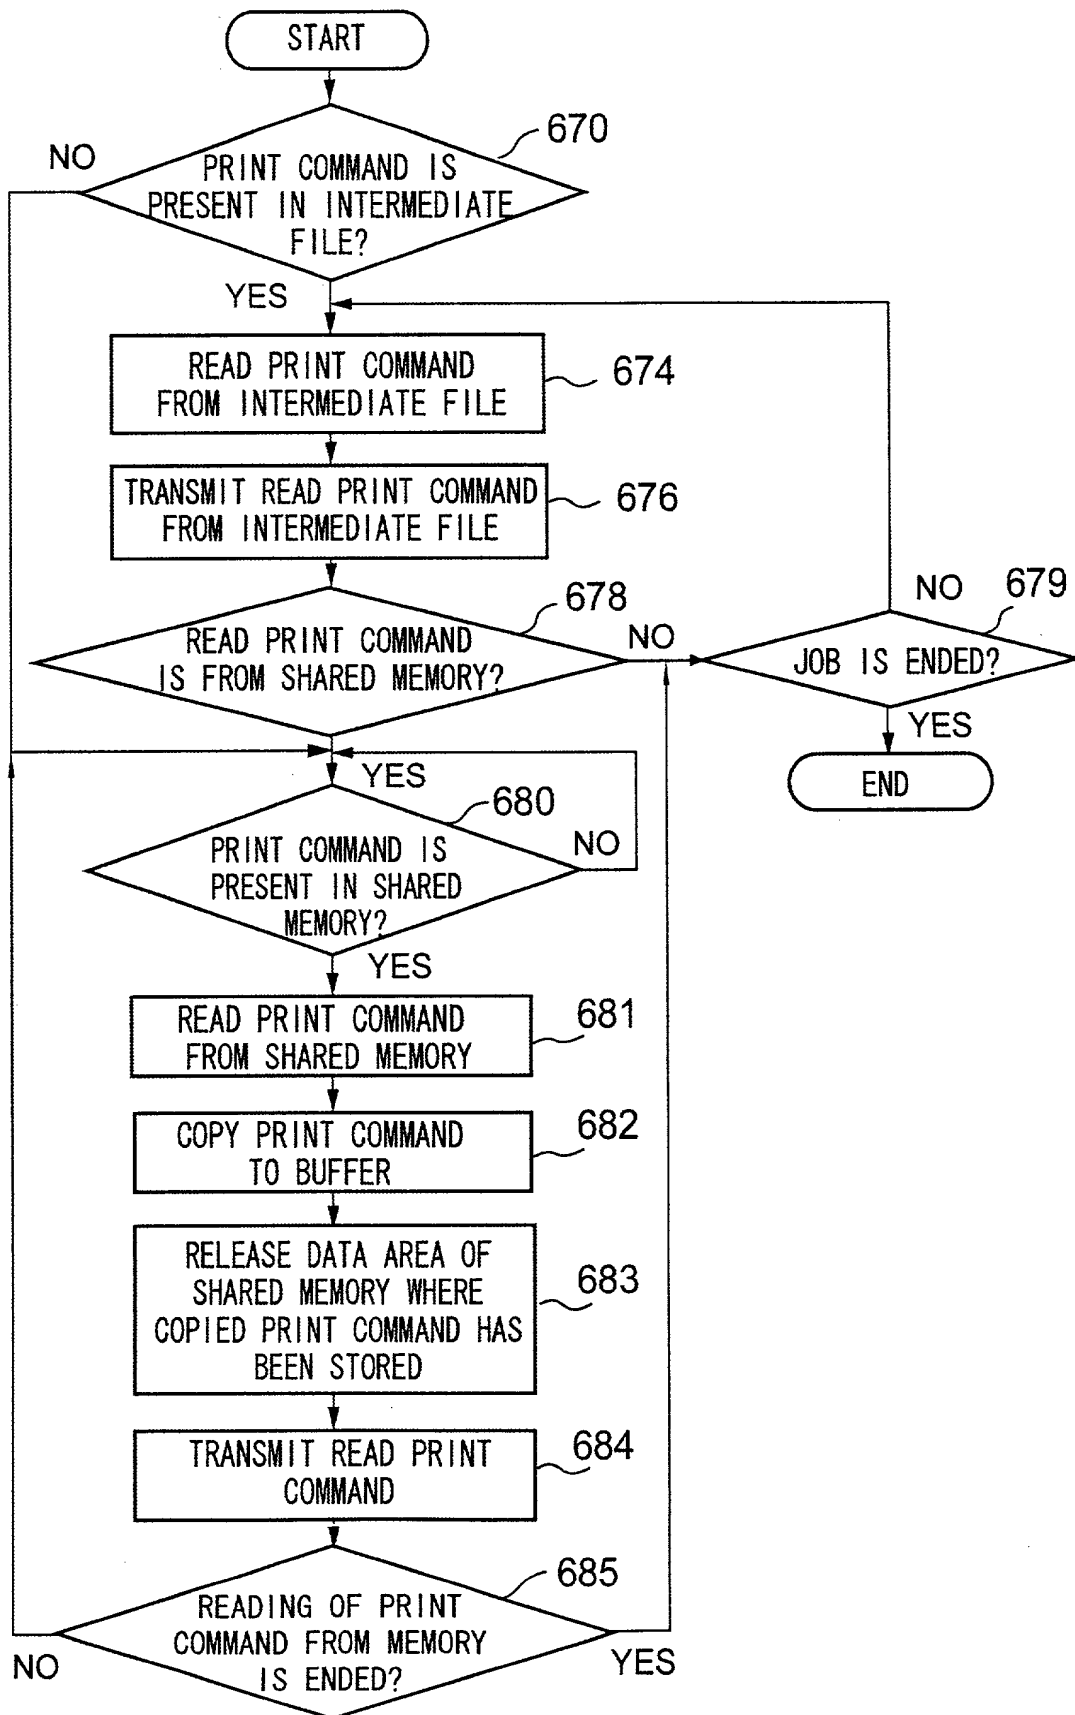 START
670
NO
PRINT COMMAND IS
PRESENT IN INTERMEDIATE
FILE?
YES
READ PRINT COMMAND
FROM INTERMEDIATE FILE
674
TRANSMIT READ PRINT COMMAND
FROM INTERMEDIATE FILE
676
678
READ PRINT COMMAND
IS FROM SHARED MEMORY?
NO
NO
679
JOB IS ENDED?
YES
END
YES
680
PRINT COMMAND IS
PRESENT IN SHARED
MEMORY?
NO
YES
READ PRINT COMMAND
FROM SHARED MEMORY
681
COPY PRINT COMMAND
TO BUFFER
682
RELEASE DATA AREA OF
SHARED MEMORY WHERE
COPIED PRINT COMMAND HAS
BEEN STORED
683
TRANSMIT READ PRINT
COMMAND
684
685
READING OF PRINT
COMMAND FROM MEMORY
IS ENDED?
NO
YES